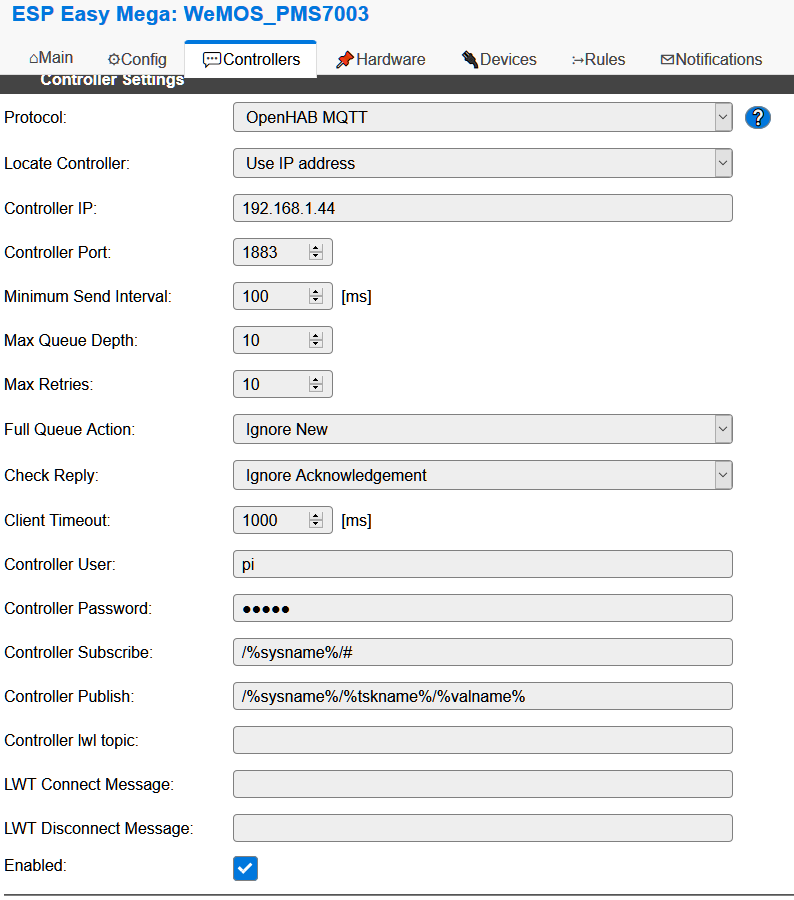 ESP Easy Mega: WeMOS_PMS7003
⌂Main ⚙Config 💬Controllers 📌Hardware 🔌Devices Rules ✉Notifications
Controller Settings
Protocol: OpenHAB MQTT ?
Locate Controller: Use IP address
Controller IP: 192.168.1.44
Controller Port: 1883
Minimum Send Interval: 100 [ms]
Max Queue Depth: 10
Max Retries: 10
Full Queue Action: Ignore New
Check Reply: Ignore Acknowledgement
Client Timeout: 1000 [ms]
Controller User: pi
Controller Password: ●●●●●
Controller Subscribe: /%sysname%/#
Controller Publish: /%sysname%/%tskname%/%valname%
Controller lwl topic:
LWT Connect Message:
LWT Disconnect Message:
Enabled: